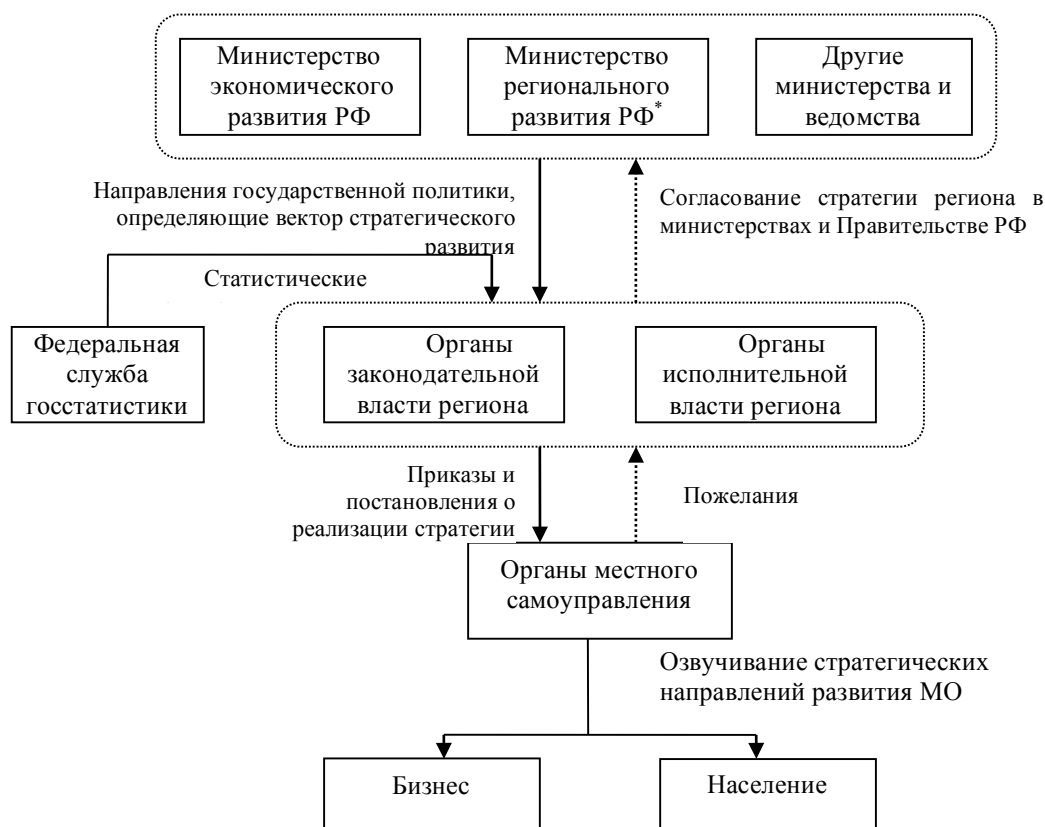 Министерство
экономического
развития РФ
Министерство
регионального
развития РФ*
Другие
министерства и
ведомства
Направления государственной политики,
определяющие вектор стратегического
развития
Согласование стратегии региона в
министерствах и Правительстве РФ
Статистические
Федеральная
служба
госстатистики
Органы
законодательной
власти региона
Органы
исполнительной
власти региона
Приказы и
постановления о
реализации стратегии
Пожелания
Органы местного
самоуправления
Озвучивание стратегических
направлений развития МО
Бизнес
Население